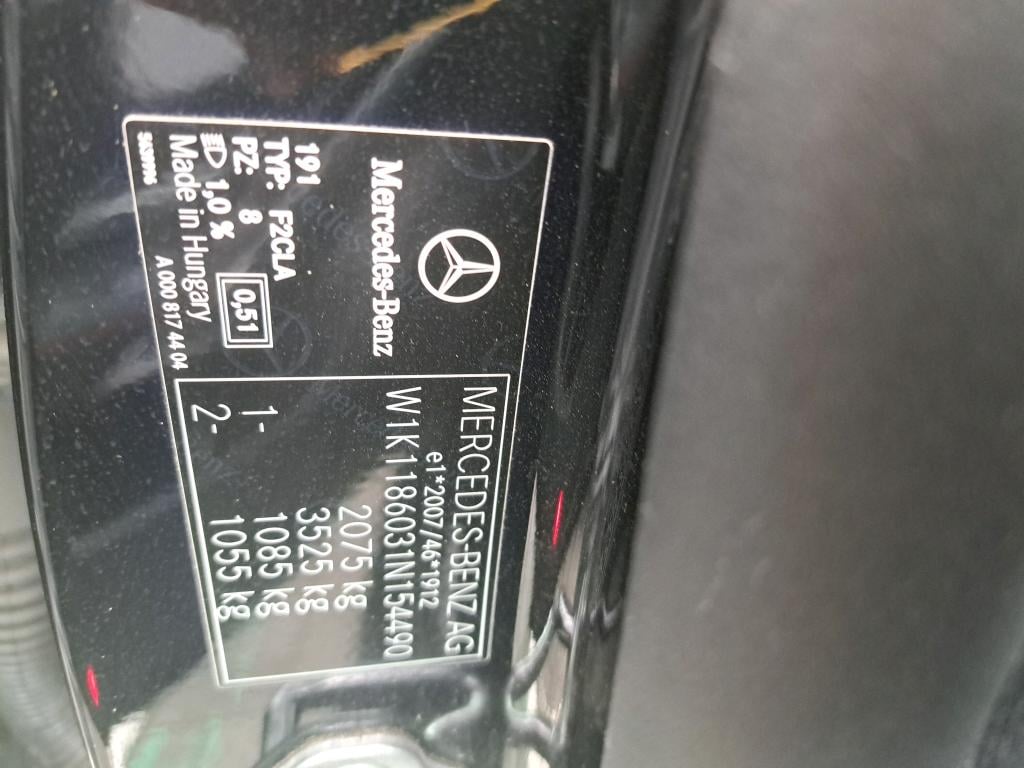 Mercedes-Benz
MERCEDES-BENZ AG
e1*2007/46*1912
W1K1186031N154490
2075 kg
3525 kg
1- 1085 kg
2- 1055 kg
191
TYP: F2CLA
PZ: 8
1,0 %
0,51
Made in Hungary
A 000 817 44 04